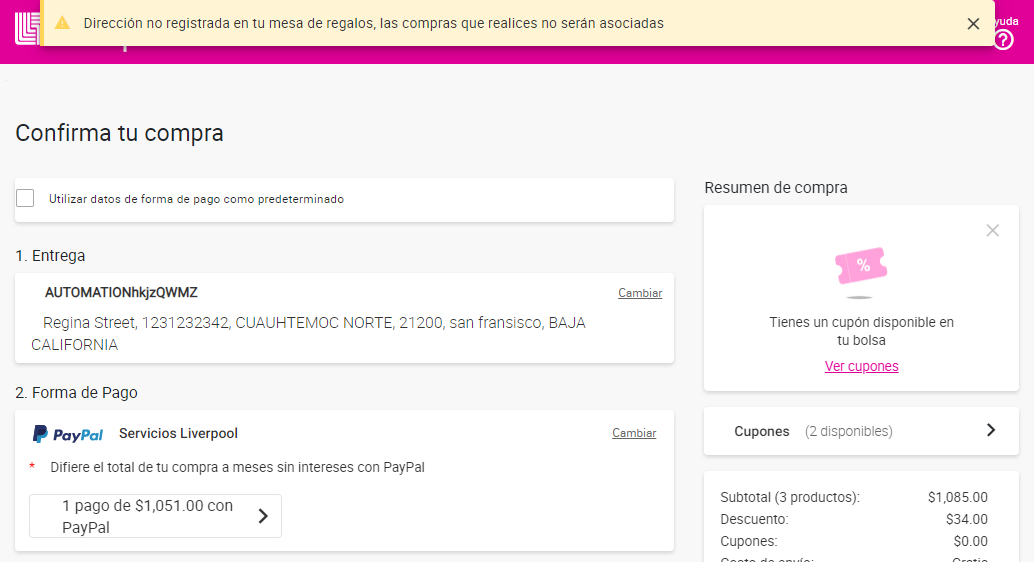 Dirección no registrada en tu mesa de regalos, las compras que realices no serán asociadas
yuda
Confirma tu compra
Utilizar datos de forma de pago como predeterminado
1. Entrega
AUTOMATIONhkjzQWMZ
Cambiar
Regina Street, 1231232342, CUAUHTEMOC NORTE, 21200, san fransisco, BAJA
CALIFORNIA
2. Forma de Pago
PayPal Servicios Liverpool
Cambiar
* Difiere el total de tu compra a meses sin intereses con PayPal
1 pago de $1,051.00 con
PayPal
Resumen de compra
%
Tienes un cupón disponible en
tu bolsa
Ver cupones
Cupones (2 disponibles)
Subtotal (3 productos): $1,085.00
Descuento: $34.00
Cupones: $0.00
Costo de envío: Gratis